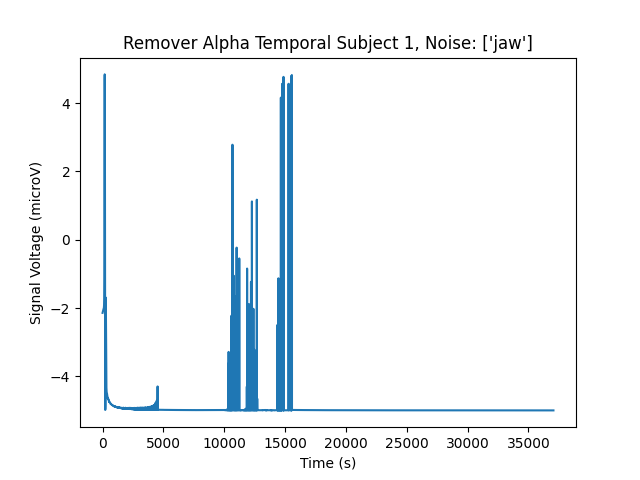 Remover Alpha Temporal Subject 1, Noise: ['jaw']
Signal Voltage (microV)
4
2
0
−2
−4
0 5000 10000 15000 20000 25000 30000 35000
Time (s)